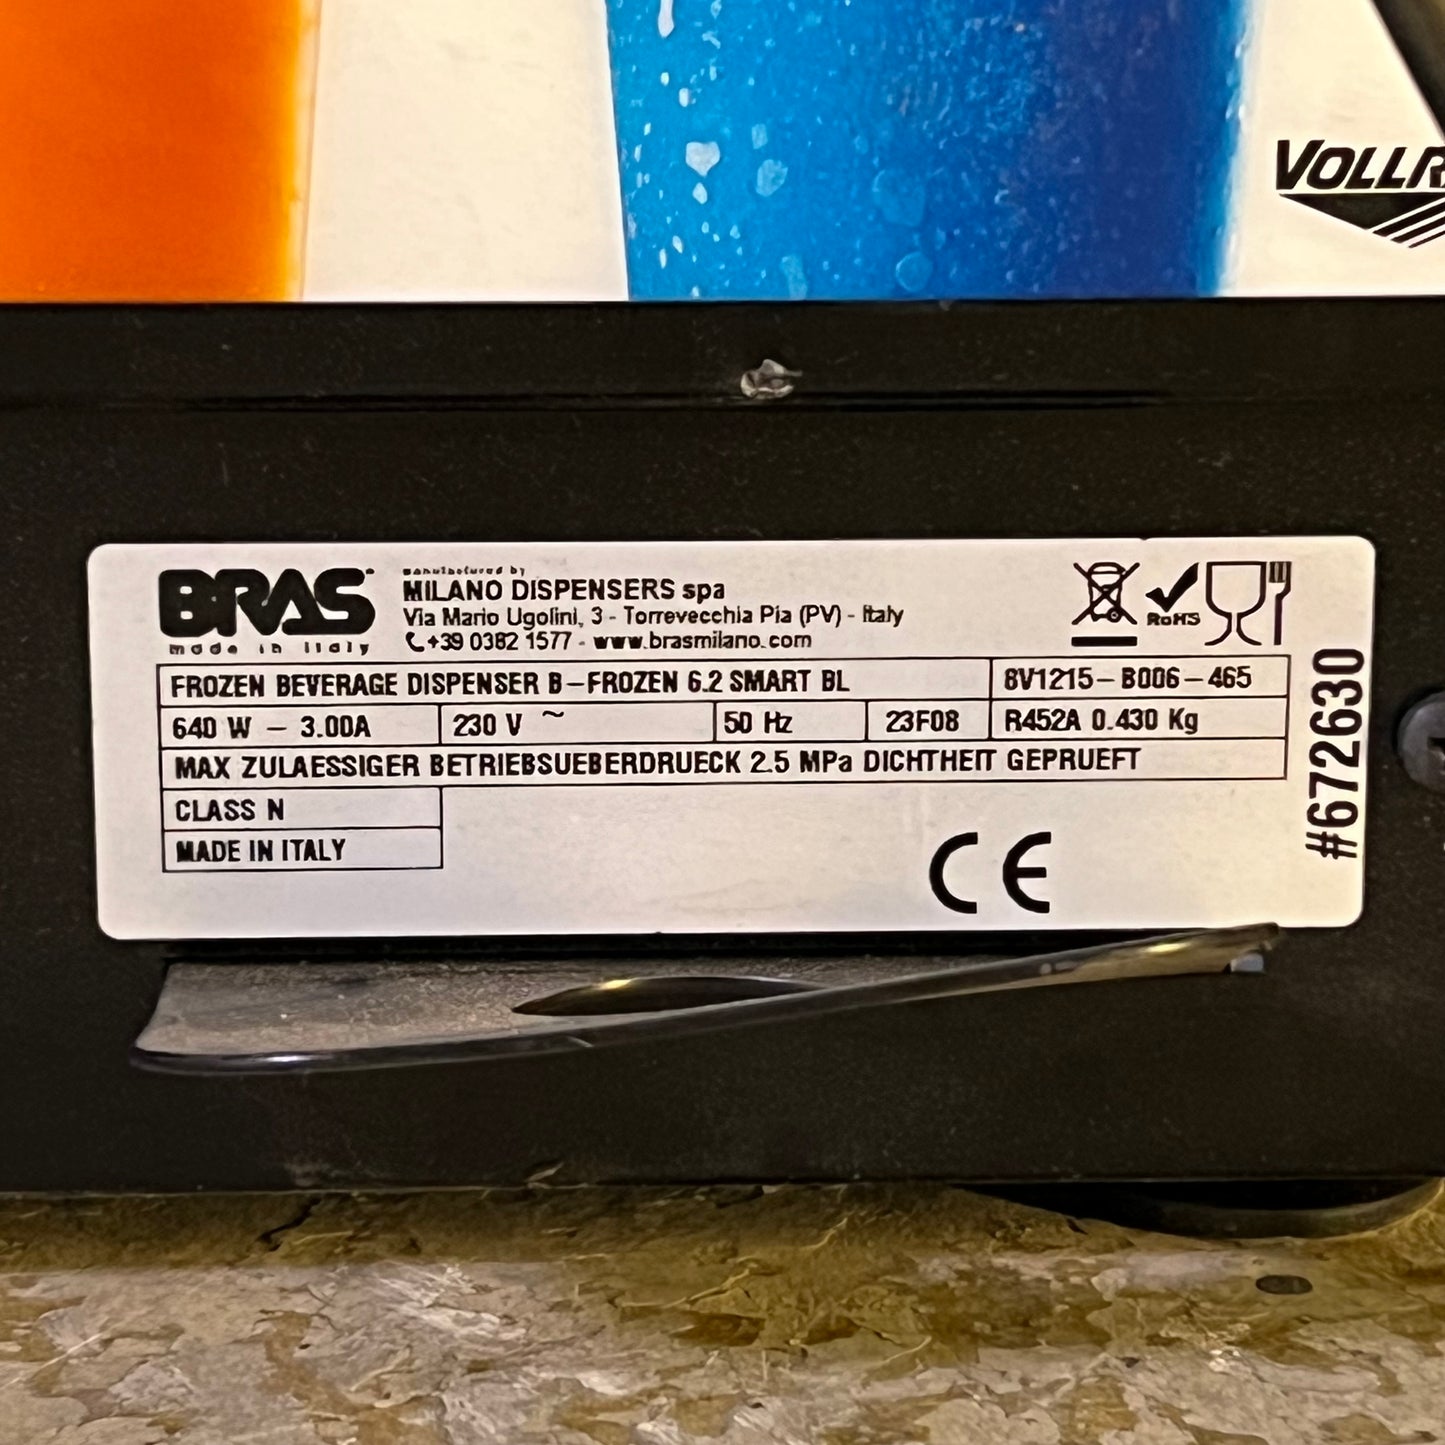 VOLLR
BRAS
made in Italy
manufactured by
MILANO DISPENSERS spa
Via Mario Ugolini, 3 - Torrevecchia Pia (PV) - Italy
+39 0382 1577 - www.brasmilano.com
RoHS
FROZEN BEVERAGE DISPENSER B-FROZEN 6.2 SMART BL 8V1215-B006-465
640 W - 3.00A 230 V ~ 50 Hz 23F08 R452A 0.430 Kg
MAX ZULAESSIGER BETRIEBSUEBERDRUECK 2.5 MPa DICHTHEIT GEPRUEFT
CLASS N
MADE IN ITALY
CE
#672630